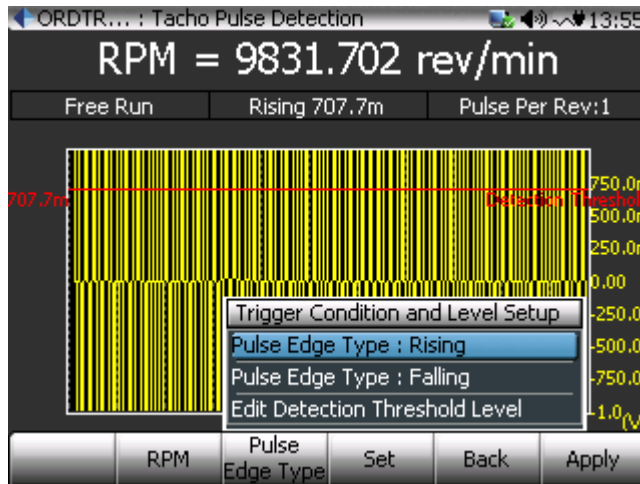 ORDTR... : Tacho Pulse Detection 13:55
RPM = 9831.702 rev/min
Free Run Rising 707.7m Pulse Per Rev:1
750.0m
707.7m Detection Threshol
500.0m
250.0m
0.00
-250.0
Trigger Condition and Level Setup
Pulse Edge Type : Rising
-500.0
Pulse Edge Type : Falling
-750.0
Edit Detection Threshold Level
-1.0
(V
RPM Pulse Edge Type Set Back Apply